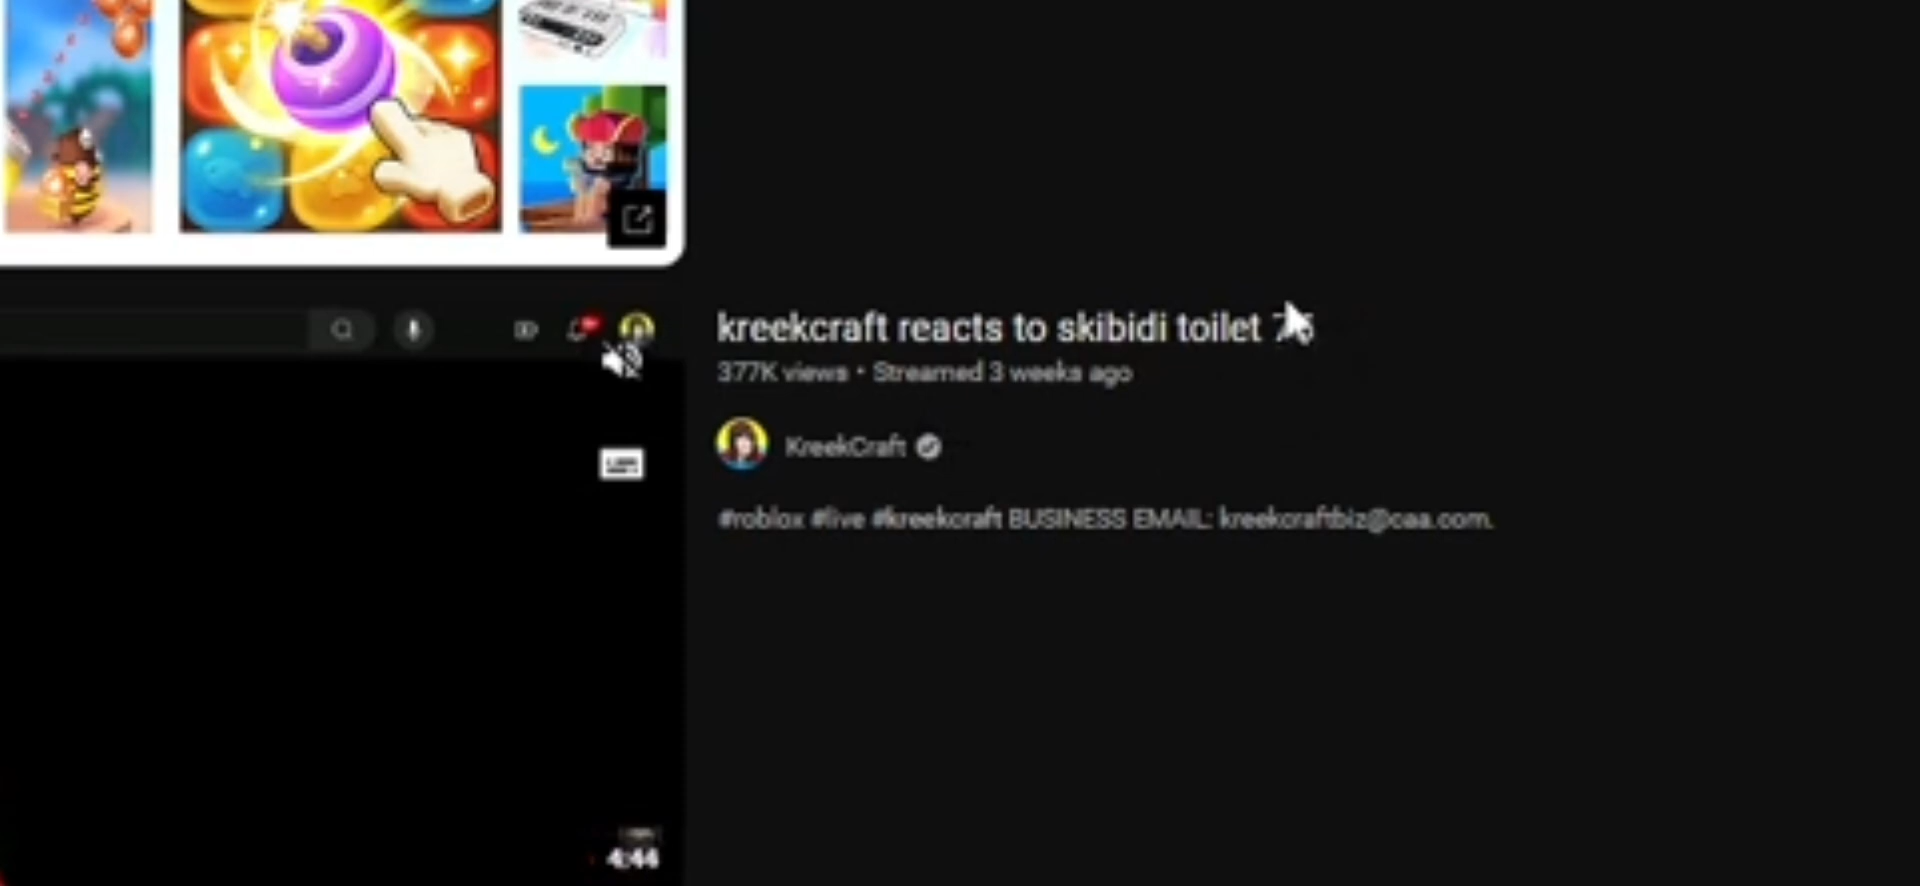 kreekcraft reacts to skibidi toilet
377K views • Streamed 3 weeks ago
KreekCraft
#roblox #live #kreekcraft BUSINESS EMAIL: kreekcraftbiz@caa.com.
4:44